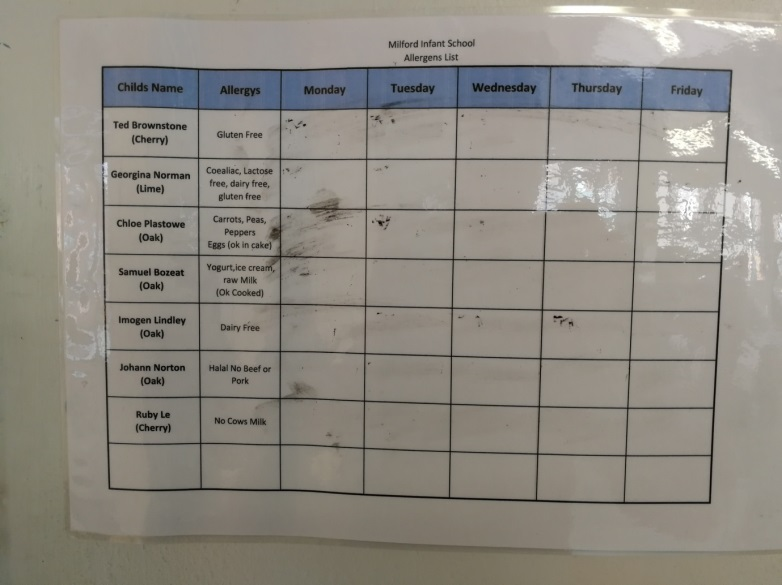 Milford Infant School
Allergens List
Childs Name
Allergys
Monday
Tuesday
Wednesday
Thursday
Friday
Ted Brownstone
(Cherry)
Gluten Free
Georgina Norman
(Lime)
Coealiac, Lactose
free, dairy free,
gluten free
Chloe Plastowe
(Oak)
Carrots, Peas,
Peppers
Eggs (ok in cake)
Samuel Bozeat
(Oak)
Yogurt,ice cream,
raw Milk
(Ok Cooked)
Imogen Lindley
(Oak)
Dairy Free
Johann Norton
(Oak)
Halal No Beef or
Pork
Ruby Le
(Cherry)
No Cows Milk